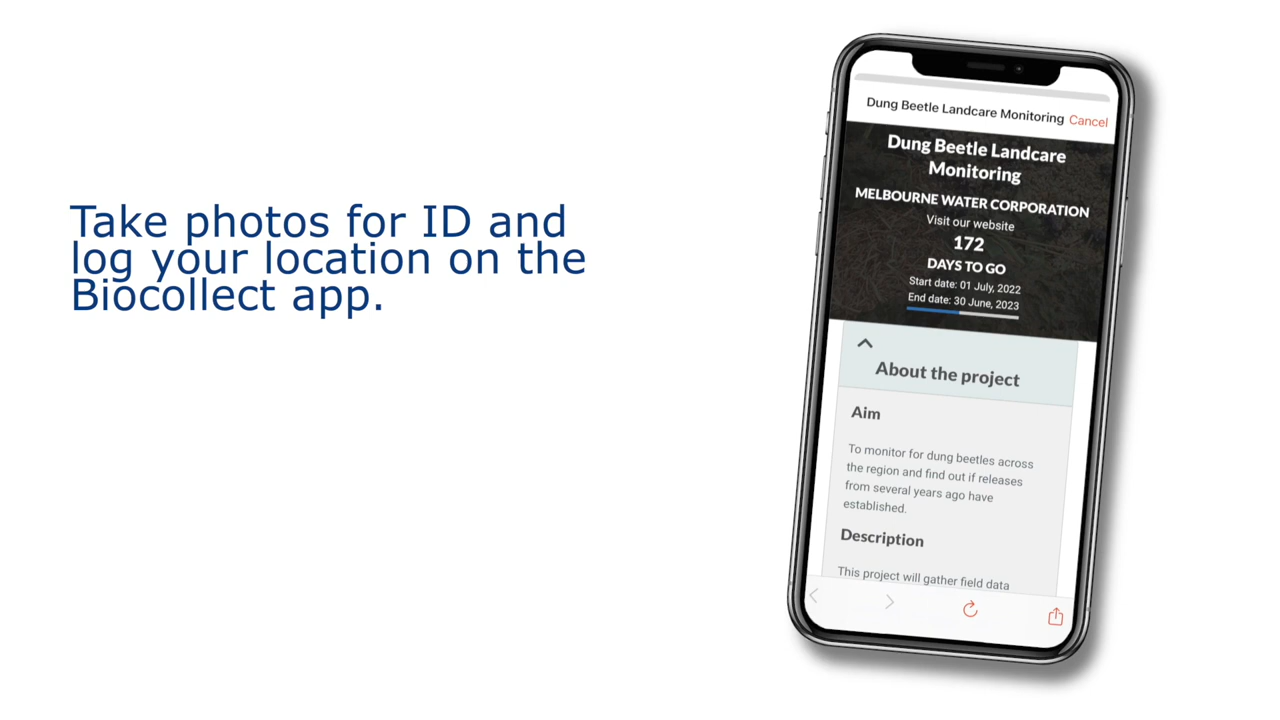 Take photos for ID and
log your location on the
Biocollect app.
Dung Beetle Landcare Monitoring Cancel
Dung Beetle Landcare
Monitoring
MELBOURNE WATER CORPORATION
Visit our website
172
DAYS TO GO
Start date: 01 July, 2022
End date: 30 June, 2023
About the project
Aim
To monitor for dung beetles across
the region and find out if releases
from several years ago have
established.
Description
This project will gather field data